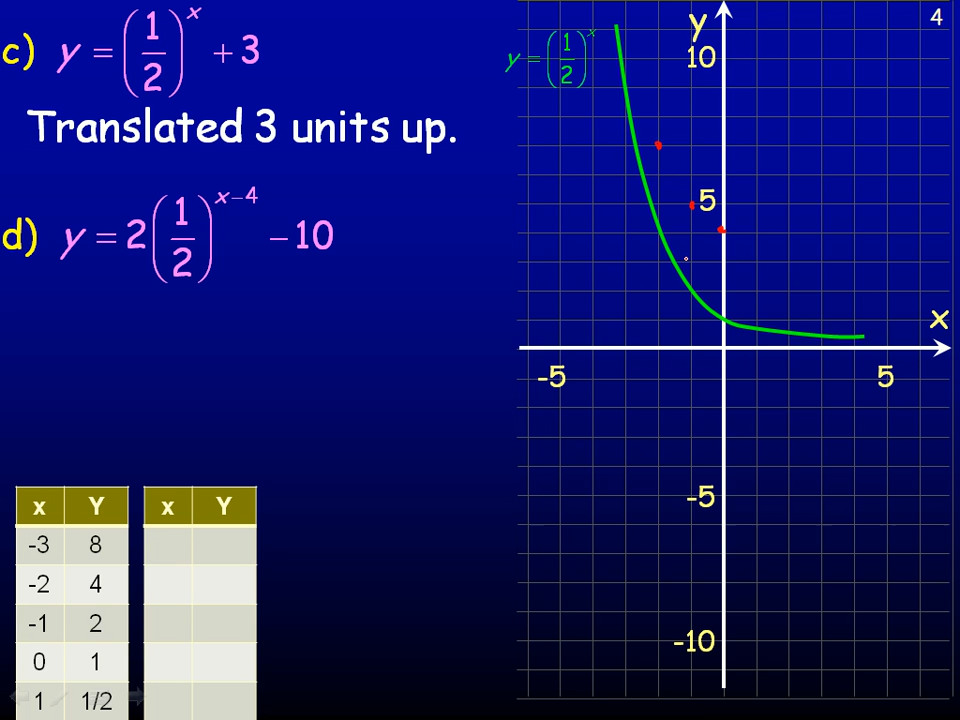 c) y = (1/2)^x + 3
Translated 3 units up.
d) y = 2(1/2)^(x-4) - 10
x Y
-3 8
-2 4
-1 2
0 1
1 1/2
x Y
4
y = (1/2)^x
y
10
5
x
-5 5
-5
-10